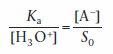 Kₐ/[H₃O⁺] = [A⁻]/S₀